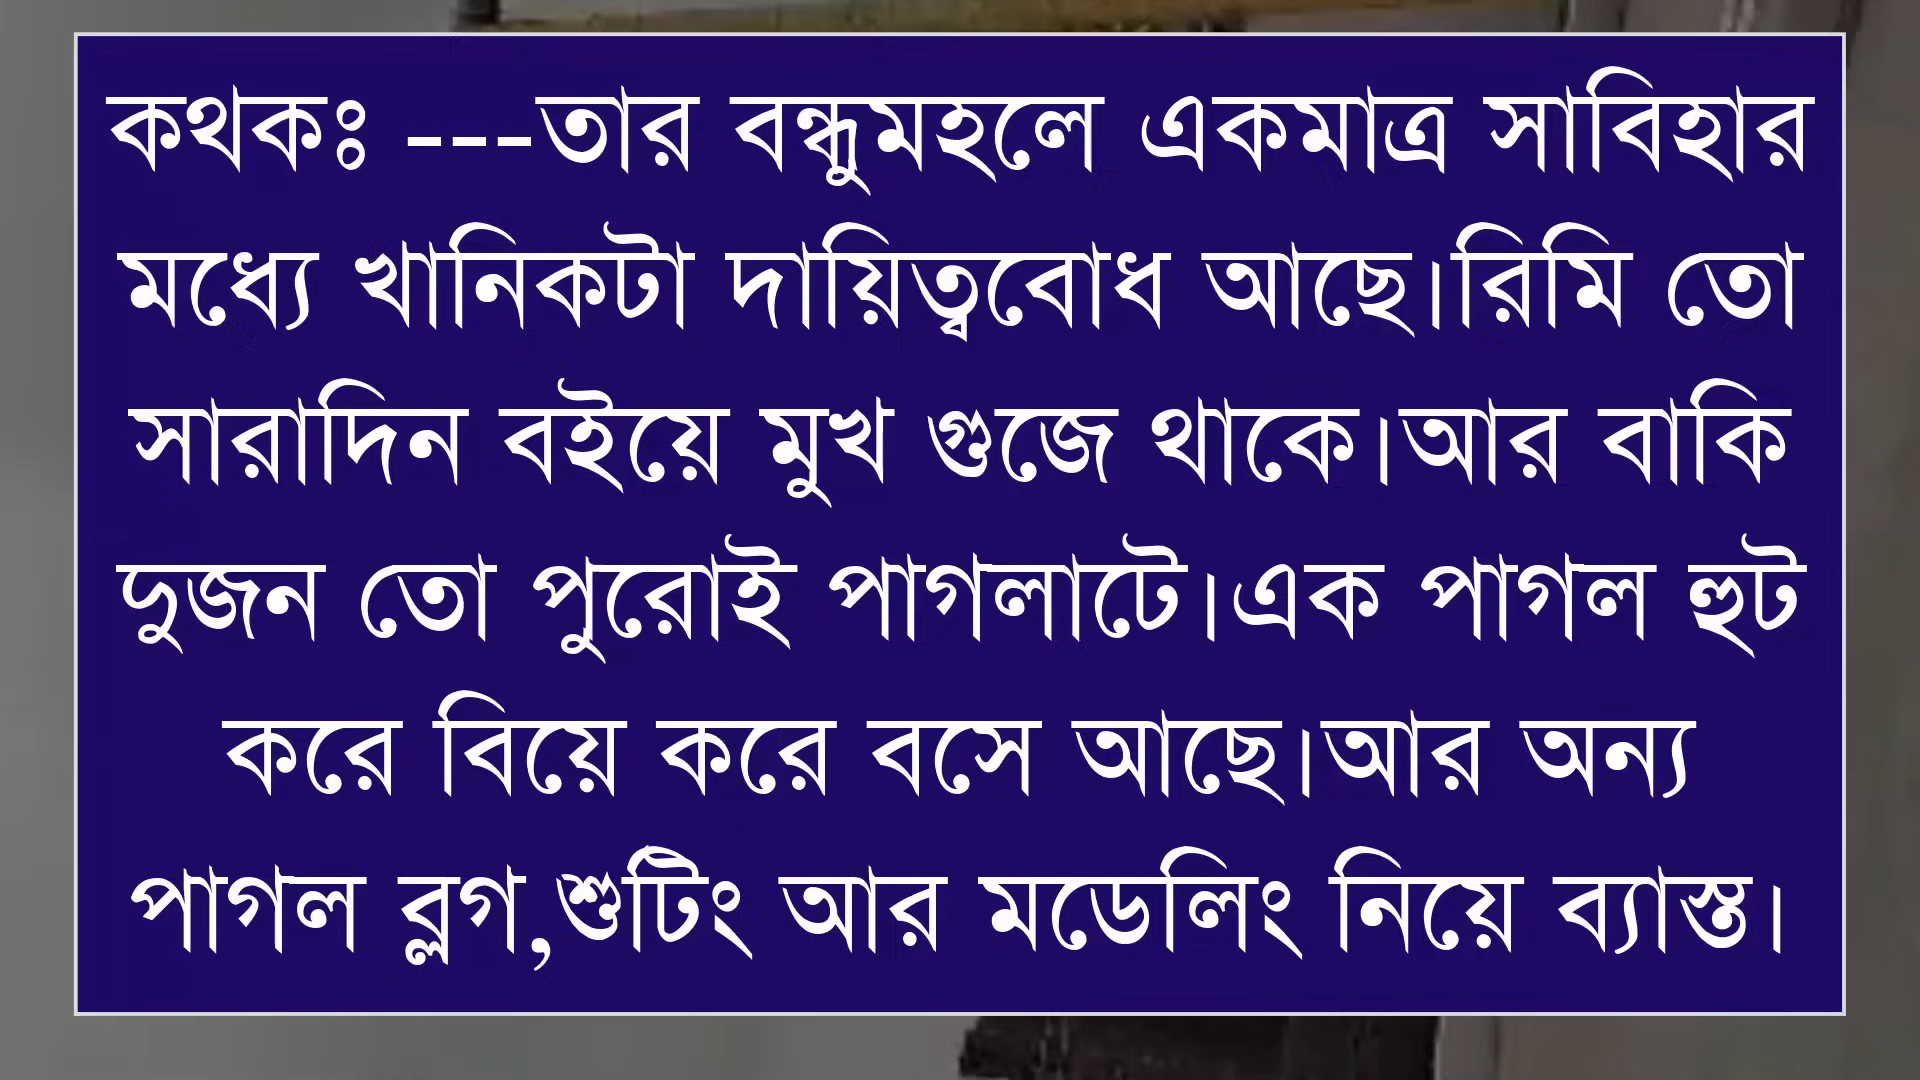 কথকঃ ---তার বন্ধুমহলে একমাত্র সাবিহার
মধ্যে খানিকটা দায়িত্ববোধ আছে।রিমি তো
সারাদিন বইয়ে মুখ গুজে থাকে।আর বাকি
দুজন তো পুরোই পাগলাটে।এক পাগল হুট
করে বিয়ে করে বসে আছে।আর অন্য
পাগল ব্লগ,শুটিং আর মডেলিং নিয়ে ব্যাস্ত।